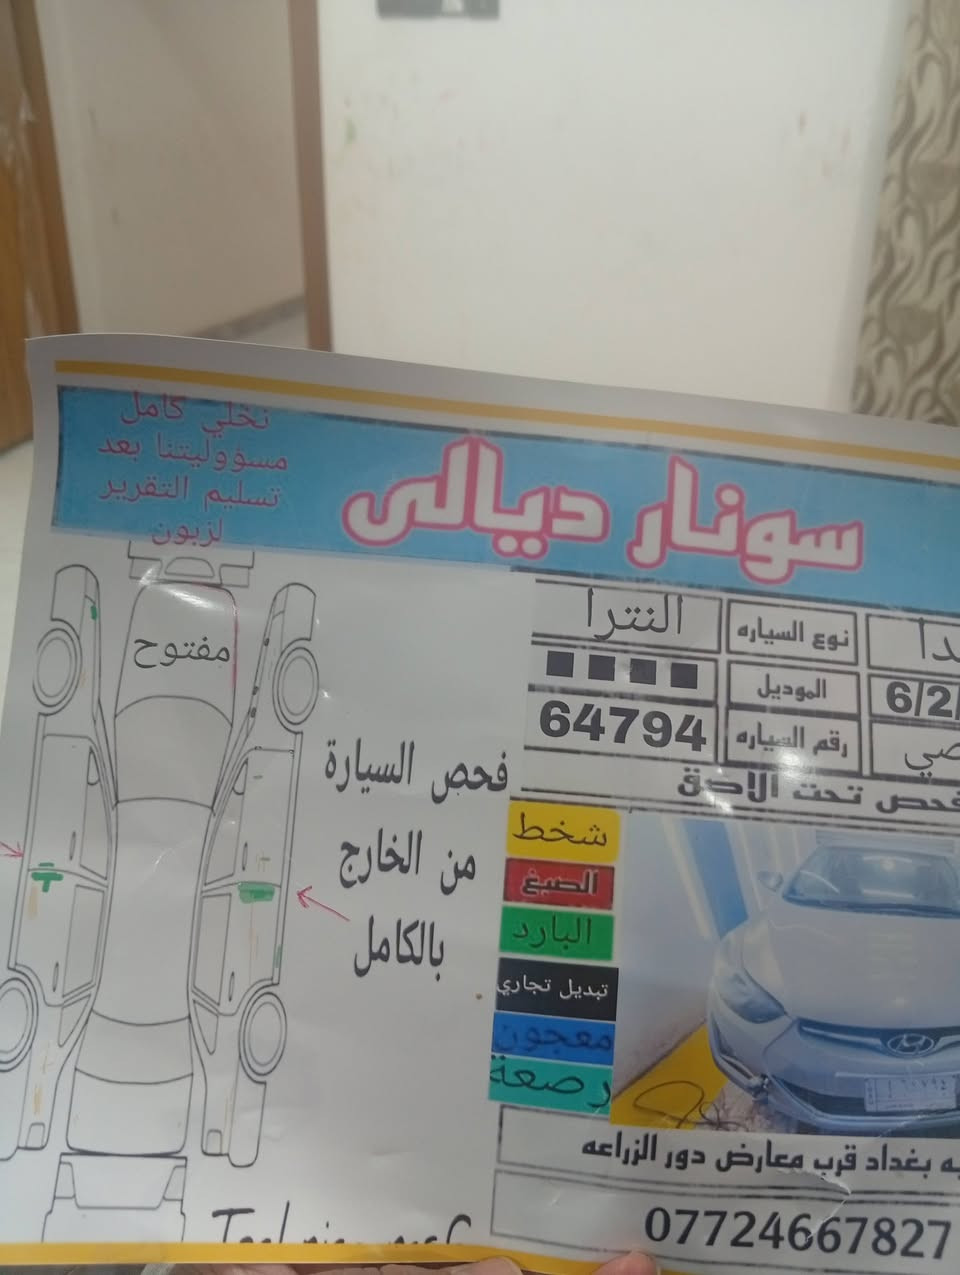 نخلي كامل
مسؤوليتنا بعد
تسليم التقرير
لزبون
سونار ديالى
نوع السياره
النترا
الموديل
6/2/
رقم السياره
64794
فحص تحت الادق
مفتوح
فحص السيارة
من الخارج
بالكامل
شخط
الصبغ
البارد
تبديل تجاري
معجون
رصعة
بغداد قرب معارض دور الزراعه
07724667827